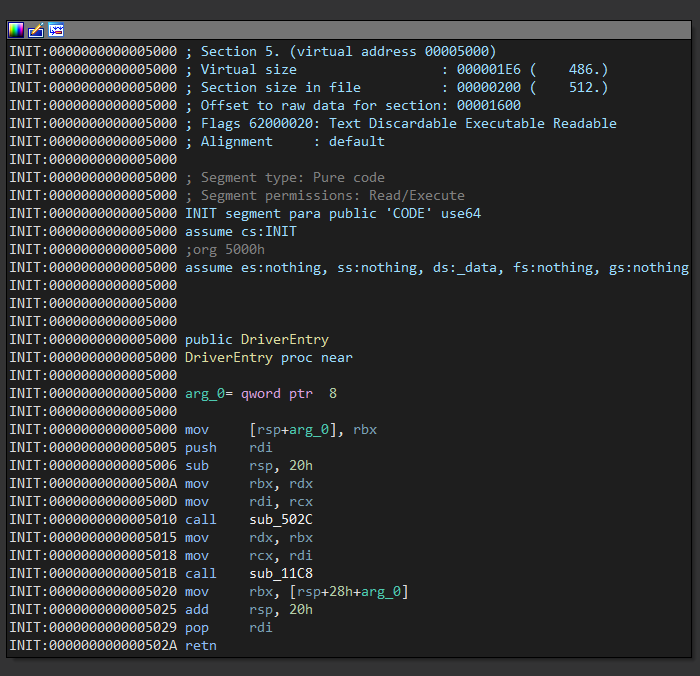 INIT:0000000000005000 ; Section 5. (virtual address 00005000)
INIT:0000000000005000 ; Virtual size                  : 000001E6 (    486.)
INIT:0000000000005000 ; Section size in file          : 00000200 (    512.)
INIT:0000000000005000 ; Offset to raw data for section: 00001600
INIT:0000000000005000 ; Flags 62000020: Text Discardable Executable Readable
INIT:0000000000005000 ; Alignment     : default
INIT:0000000000005000
INIT:0000000000005000 ; Segment type: Pure code
INIT:0000000000005000 ; Segment permissions: Read/Execute
INIT:0000000000005000 INIT segment para public 'CODE' use64
INIT:0000000000005000 assume cs:INIT
INIT:0000000000005000 ;org 5000h
INIT:0000000000005000 assume es:nothing, ss:nothing, ds:_data, fs:nothing, gs:nothing
INIT:0000000000005000
INIT:0000000000005000
INIT:0000000000005000
INIT:0000000000005000 public DriverEntry
INIT:0000000000005000 DriverEntry proc near
INIT:0000000000005000
INIT:0000000000005000 arg_0= qword ptr  8
INIT:0000000000005000
INIT:0000000000005000 mov     [rsp+arg_0], rbx
INIT:0000000000005005 push    rdi
INIT:0000000000005006 sub     rsp, 20h
INIT:000000000000500A mov     rbx, rdx
INIT:000000000000500D mov     rdi, rcx
INIT:0000000000005010 call    sub_502C
INIT:0000000000005015 mov     rdx, rbx
INIT:0000000000005018 mov     rcx, rdi
INIT:000000000000501B call    sub_11C8
INIT:0000000000005020 mov     rbx, [rsp+28h+arg_0]
INIT:0000000000005025 add     rsp, 20h
INIT:0000000000005029 pop     rdi
INIT:000000000000502A retn